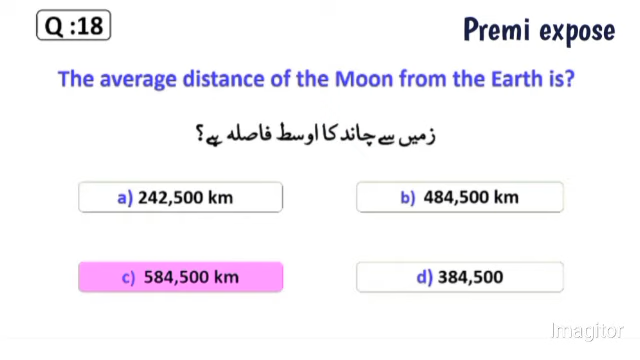 Q :18
Premi expose
The average distance of the Moon from the Earth is?
زمیں سے چاند کا اوسط فاصلہ ہے؟
a) 242,500 km
b) 484,500 km
c) 584,500 km
d) 384,500
Imagitor